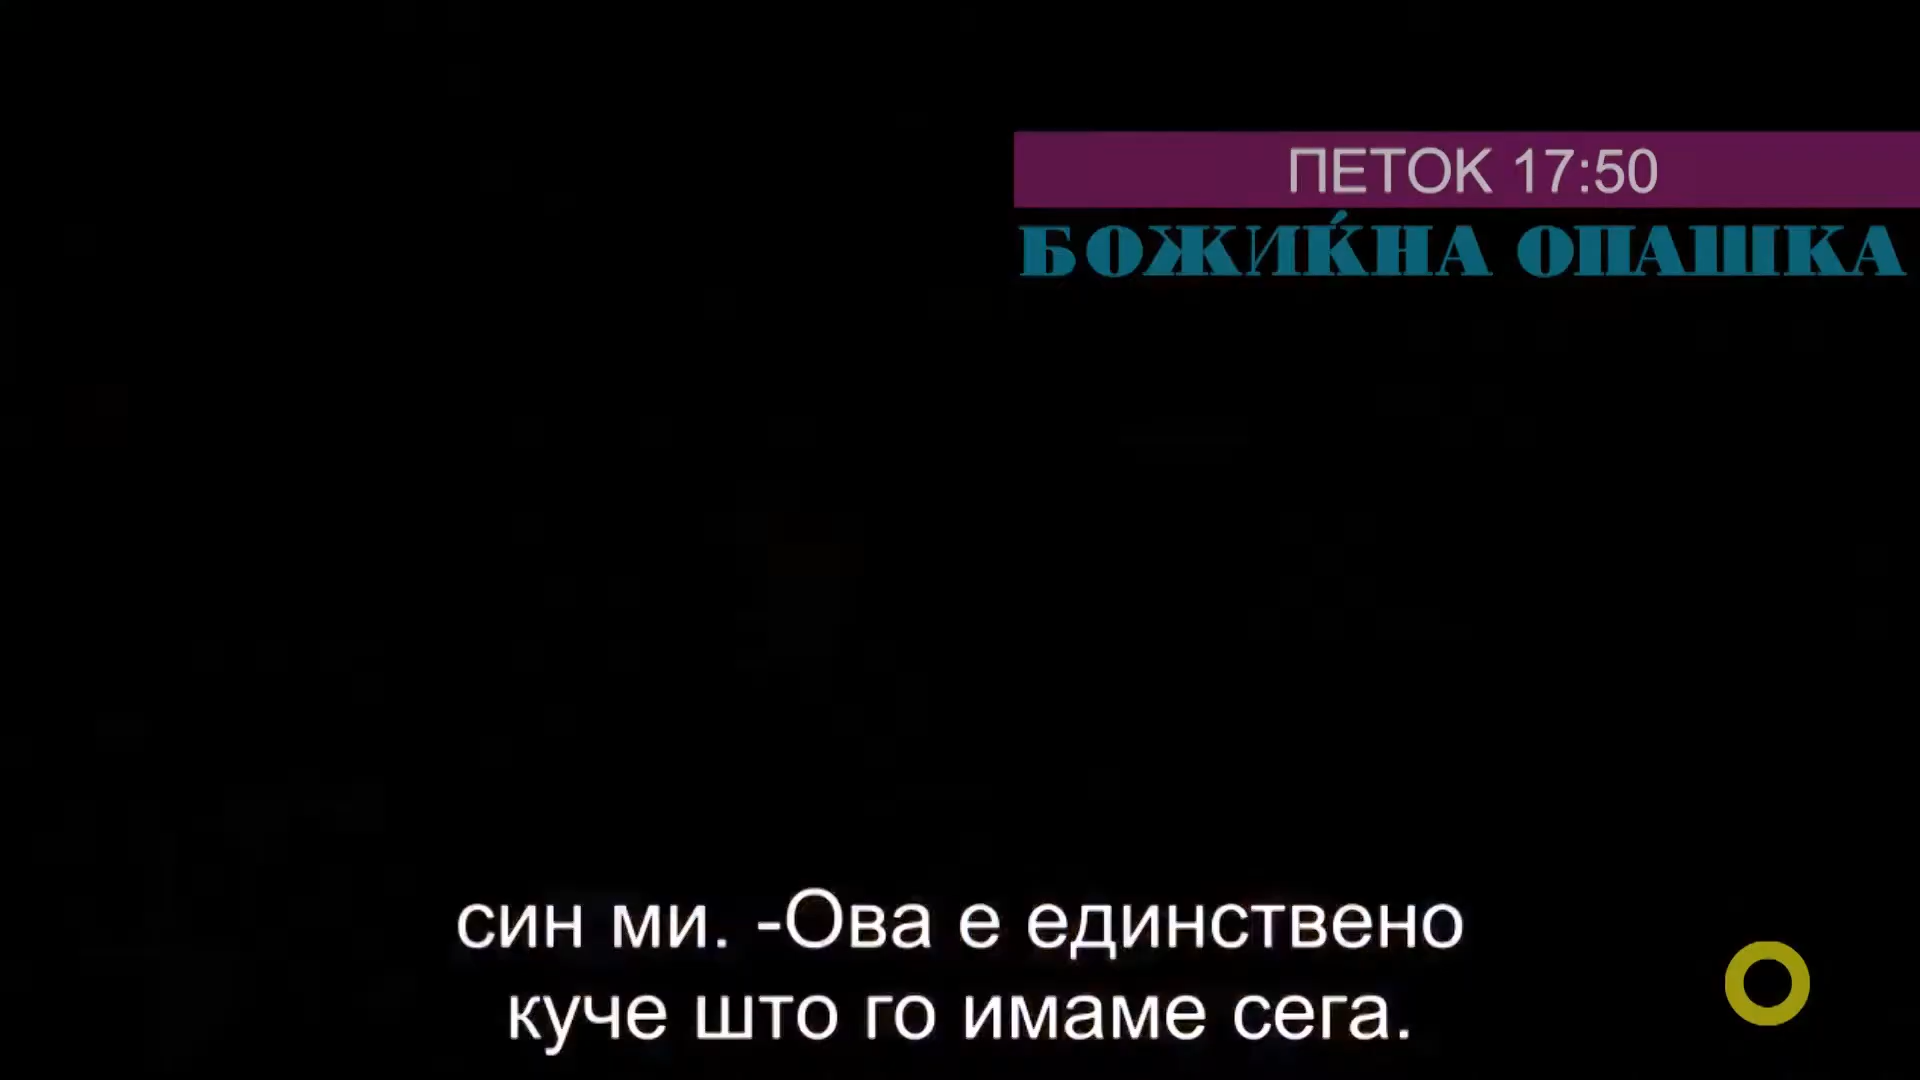 ПЕТОК 17:50
БОЖИЌНА ОПАШКА
син ми. -Ова е единствено
куче што го имаме сега.